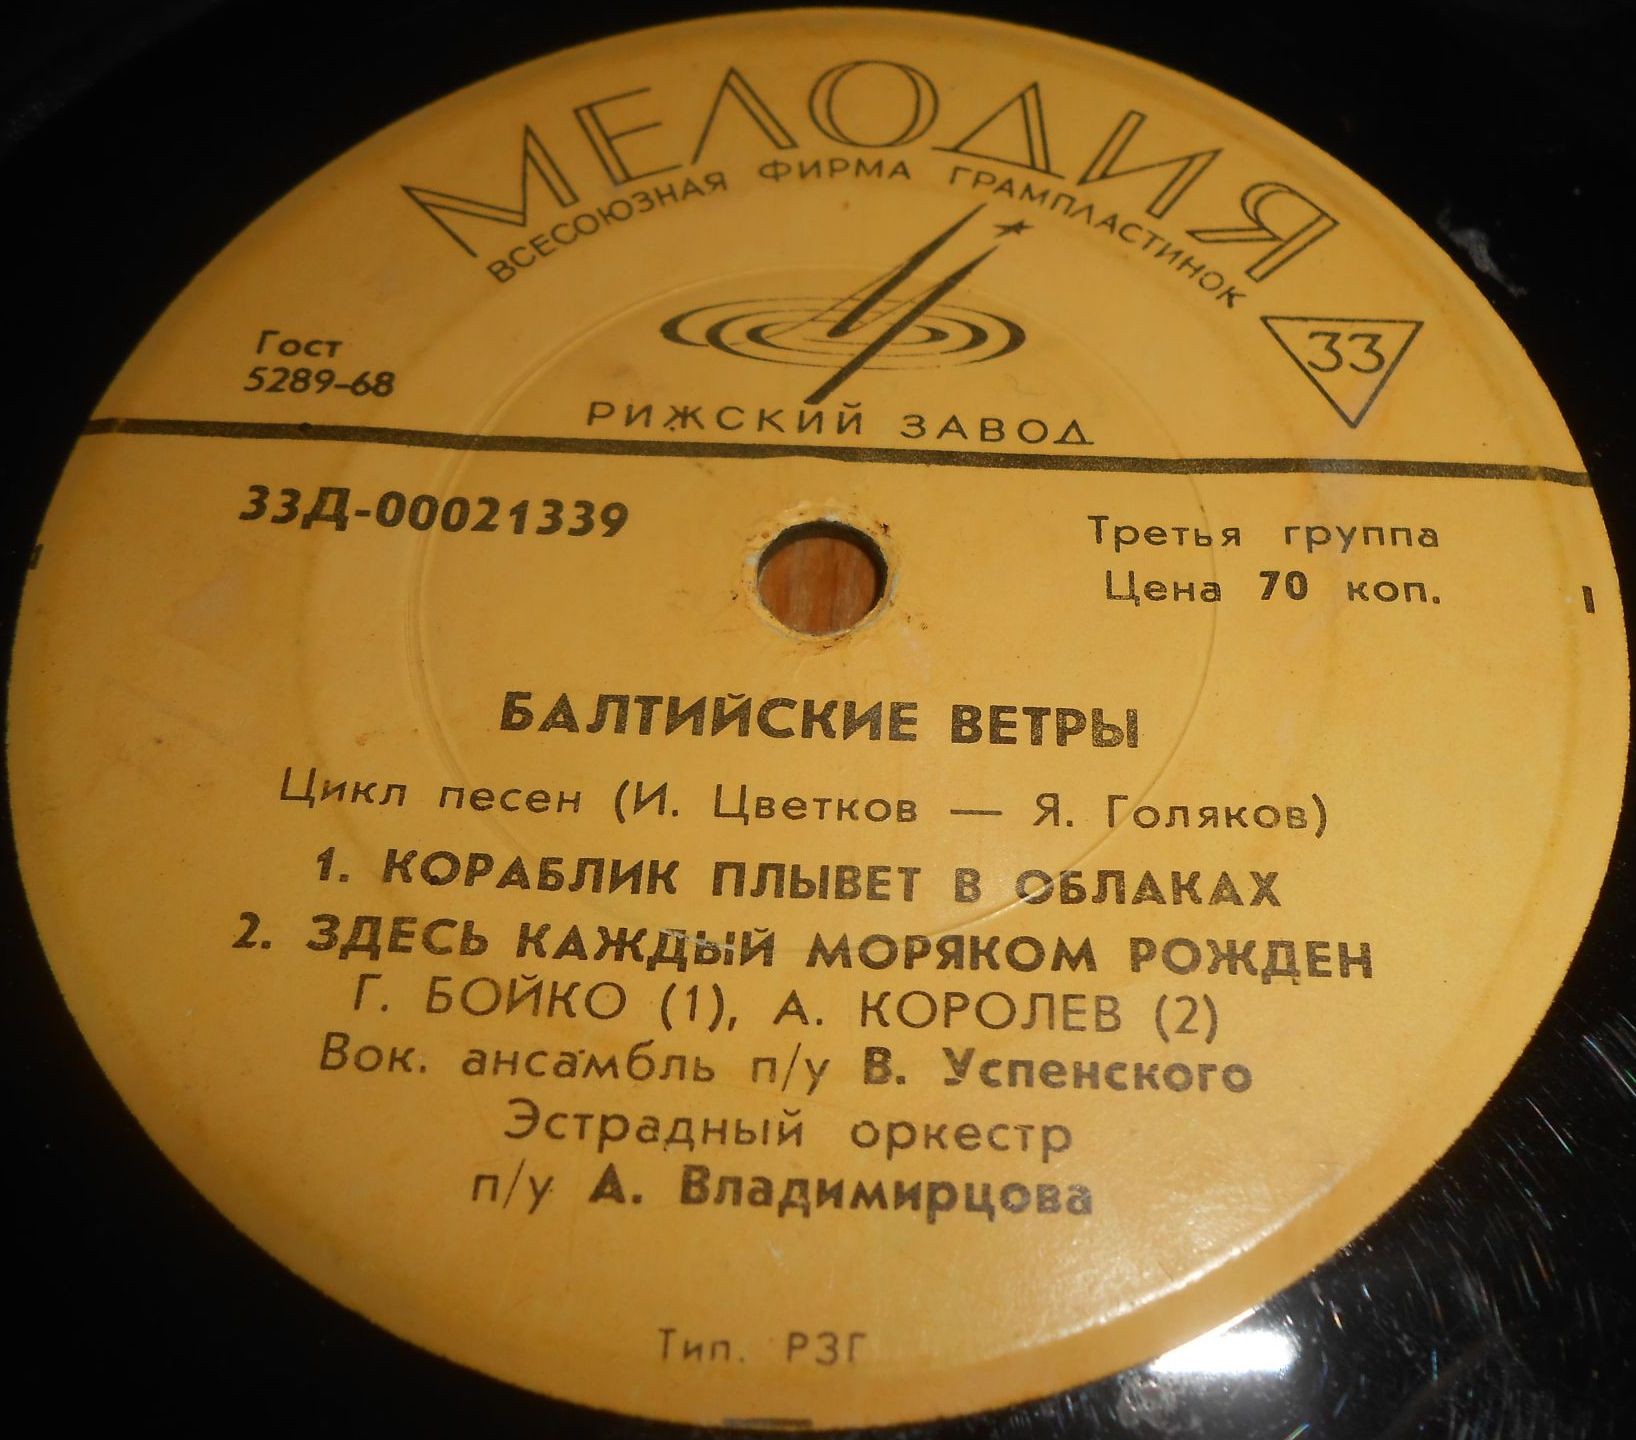 МЕЛОДИЯ
ВСЕСОЮЗНАЯ ФИРМА ГРАМПЛАСТИНОК
33
Гост
5289-68
РИЖСКИЙ ЗАВОД
33Д-00021339
Третья группа
Цена 70 коп.
БАЛТИЙСКИЕ ВЕТРЫ
Цикл песен (И. Цветков — Я. Голяков)
1. КОРАБЛИК ПЛЫВЕТ В ОБЛАКАХ
2. ЗДЕСЬ КАЖДЫЙ МОРЯКОМ РОЖДЕН
Г. БОЙКО (1), А. КОРОЛЕВ (2)
Вок. ансамбль п/у В. Успенского
Эстрадный оркестр
п/у А. Владимирцова
Тип. РЗГ